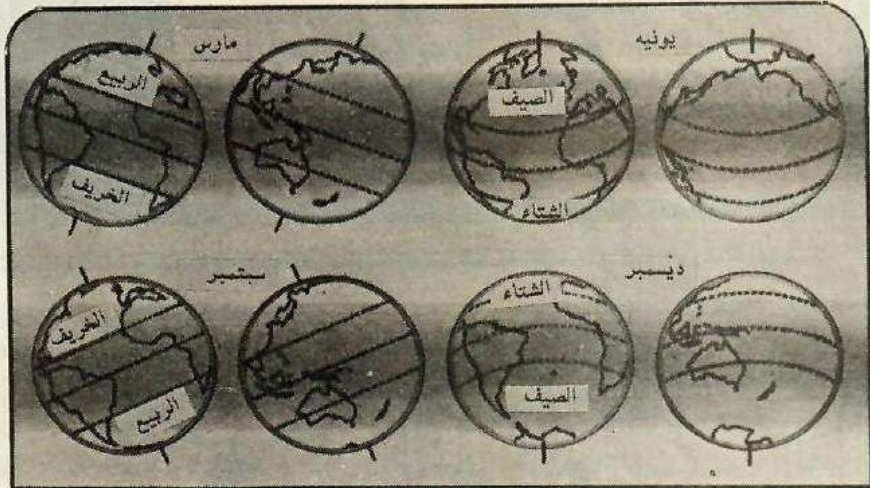 مارس
يونيه
الربيع
الخريف
الصيف
الشتاء
سبتمبر
ديسمبر
الخريف
الربيع
الشتاء
الصيف